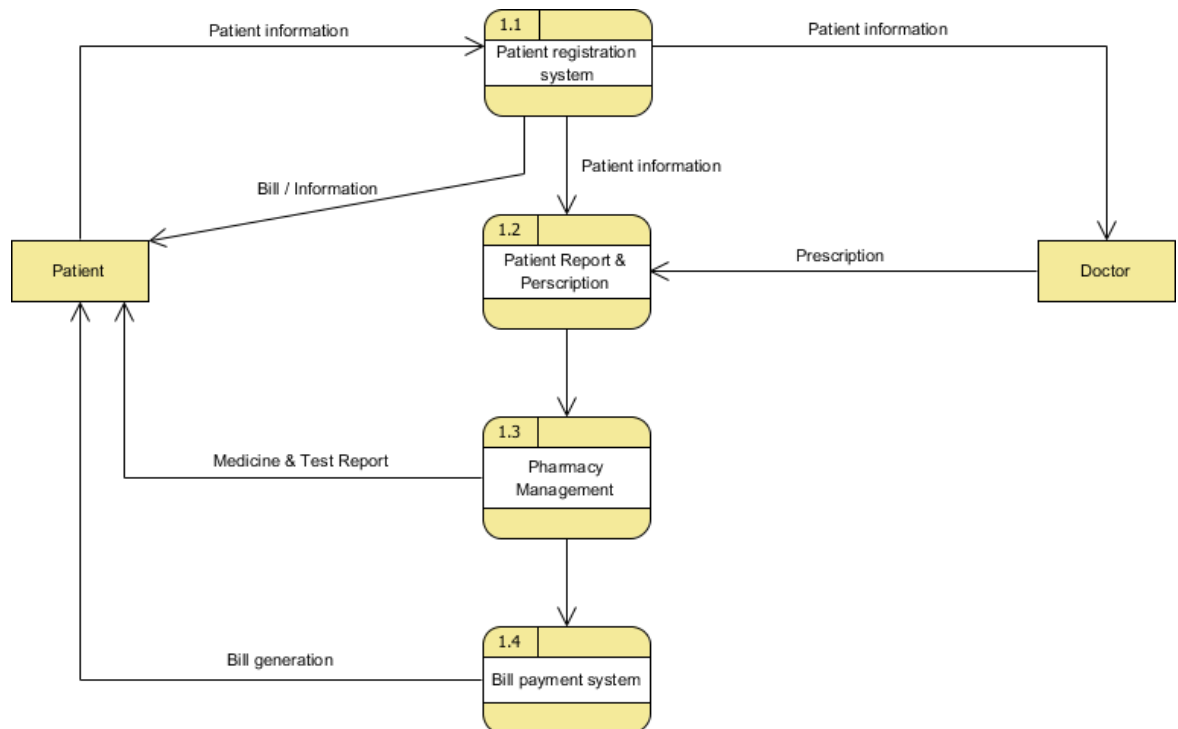 Patient information
1.1
Patient registration
system
Patient information
Patient information
Bill / Information
1.2
Patient Report &
Perscription
Prescription
Patient
Doctor
1.3
Pharmacy
Management
Medicine & Test Report
1.4
Bill payment system
Bill generation